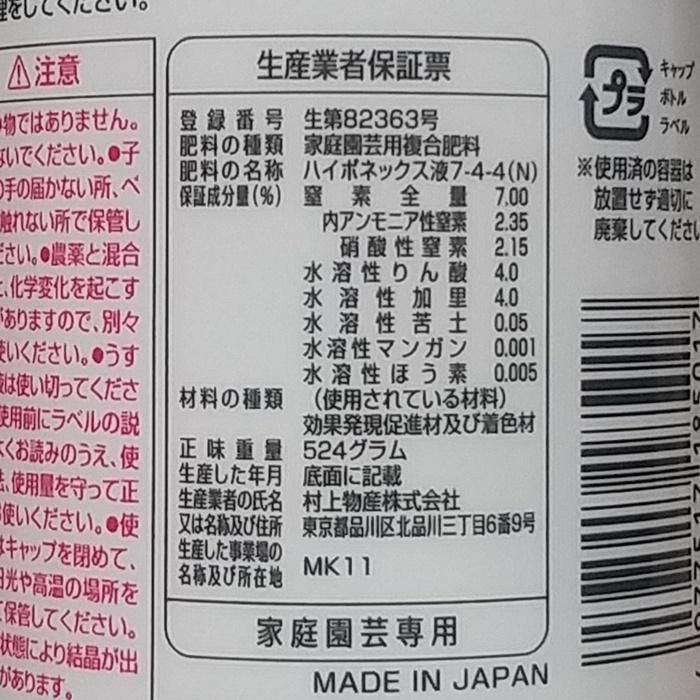 理をしてください。
⚠注意
物ではありません。
ないでください。●子
の手の届かない所、ペ
触れない所で保管し
ださい。●農薬と混合
と、化学変化を起こす
がありますので、別々
使いください。●うす
液は使い切ってくださ
使用前にラベルの説
よくお読みのうえ、使
法、使用量を守って正
お使いください。●使
はキャップを閉めて、
日光や高温の場所を
て保管してください。
状態により結晶が出
があります。
生産業者保証票
登録番号 生第82363号
肥料の種類 家庭園芸用複合肥料
肥料の名称 ハイポネックス液7-4-4(N)
保証成分量(%) 窒素全量 7.00
内アンモニア性窒素 2.35
硝酸性窒素 2.15
水溶性りん酸 4.0
水溶性加里 4.0
水溶性苦土 0.05
水溶性マンガン 0.001
水溶性ほう素 0.005
材料の種類 (使用されている材料)
効果発現促進材及び着色材
正味重量 524グラム
生産した年月 底面に記載
生産業者の氏名 村上物産株式会社
又は名称及び住所 東京都品川区北品川三丁目6番9号
生産した事業場の
名称及び所在地 MK11
家庭園芸専用
MADE IN JAPAN
プラ
キャップ
ボトル
ラベル
※使用済の容器は
放置せず適切に
廃棄してください